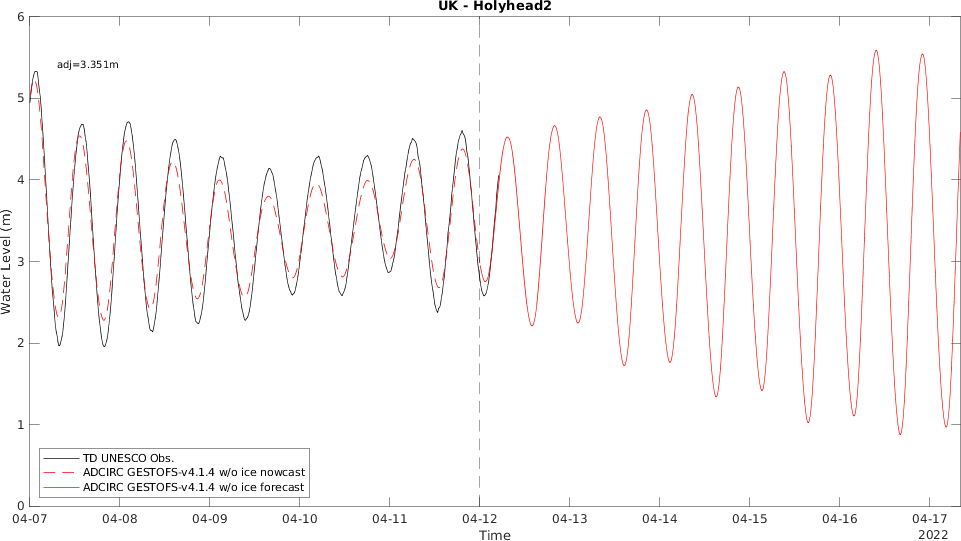 UK - Holyhead2
adj=3.351m
Water Level (m)
6
5
4
3
2
1
0
TD UNESCO Obs.
ADCIRC GESTOFS-v4.1.4 w/o ice nowcast
ADCIRC GESTOFS-v4.1.4 w/o ice forecast
04-07 04-08 04-09 04-10 04-11 04-12 04-13 04-14 04-15 04-16 04-17
Time
2022